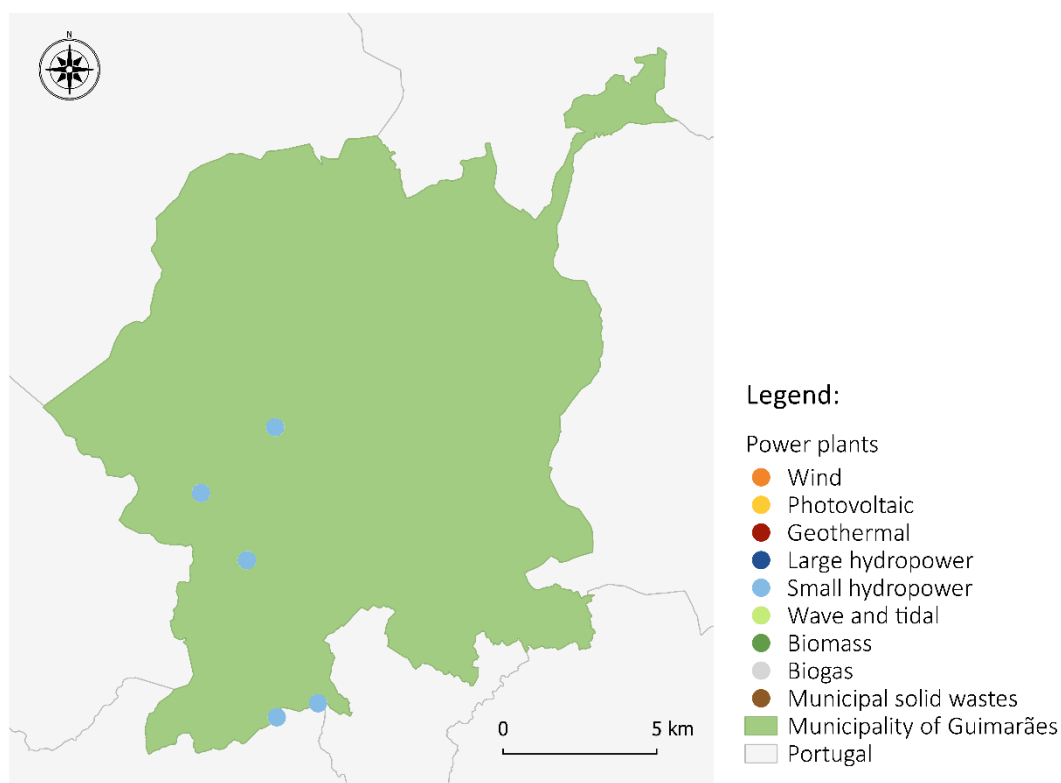 N
Legend:
Power plants
Wind
Photovoltaic
Geothermal
Large hydropower
Small hydropower
Wave and tidal
Biomass
Biogas
Municipal solid wastes
Municipality of Guimarães
Portugal
0 5 km